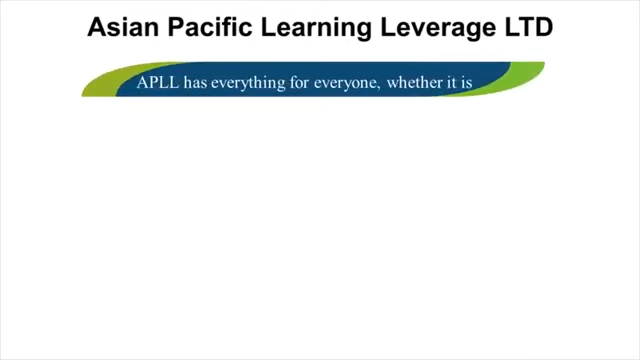 Asian Pacific Learning Leverage LTD
APLL has everything for everyone, whether it is